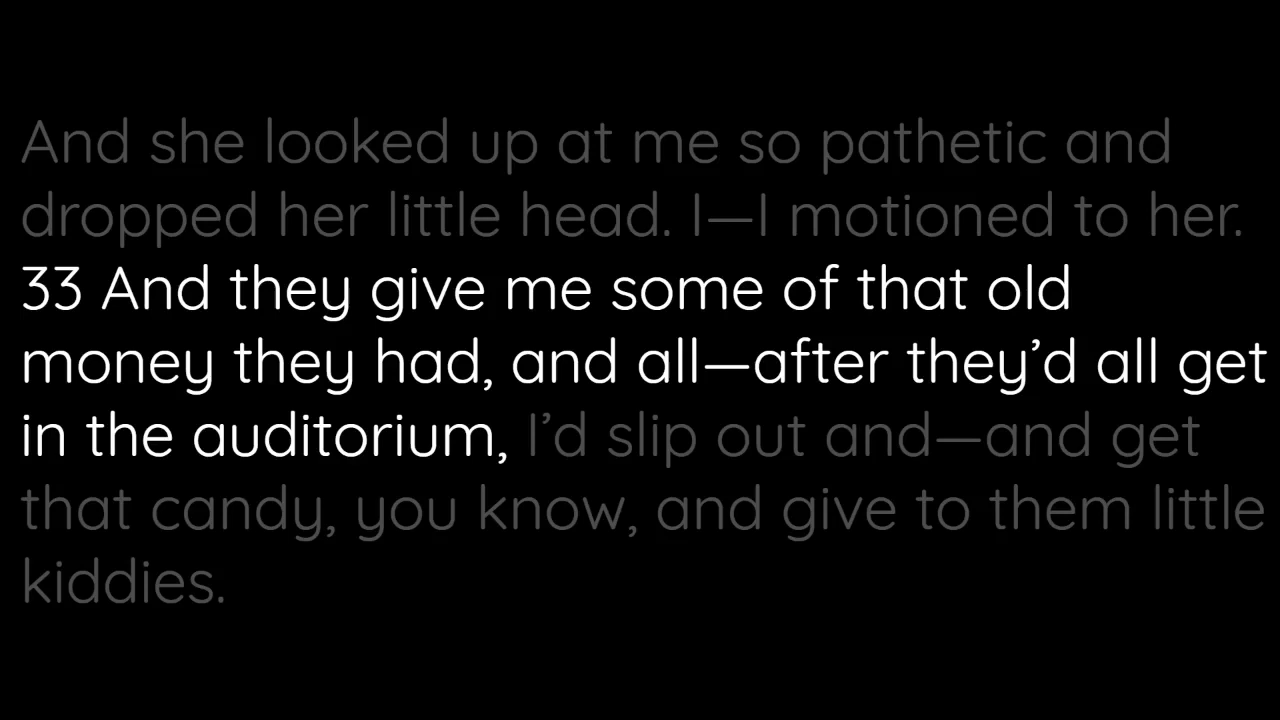 And she looked up at me so pathetic and
dropped her little head. I—I motioned to her.
33 And they give me some of that old
money they had, and all—after they’d all get
in the auditorium, I’d slip out and—and get
that candy, you know, and give to them little
kiddies.